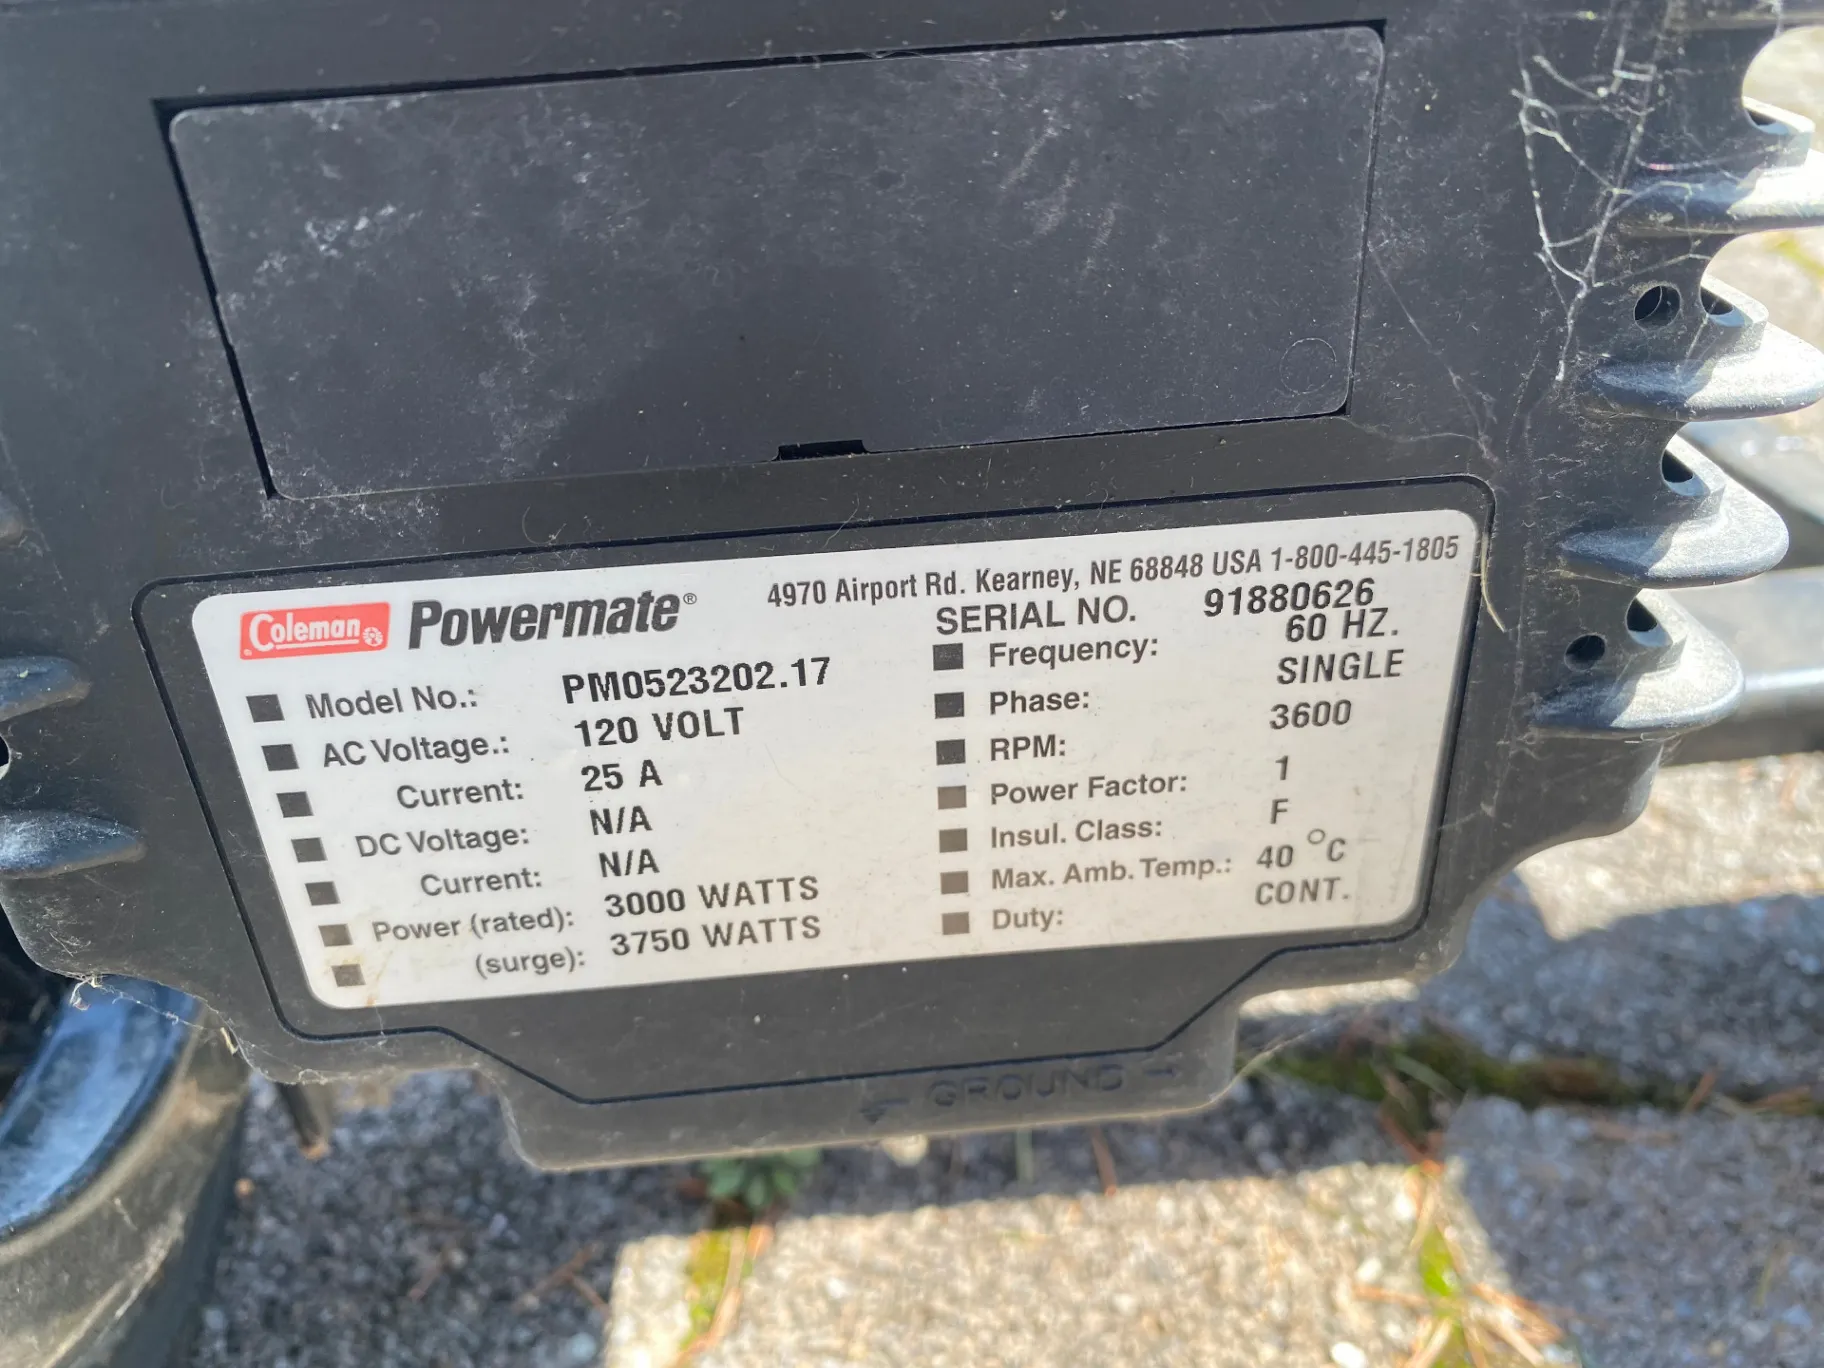 Coleman® Powermate® 4970 Airport Rd. Kearney, NE 68848 USA 1-800-445-1805
SERIAL NO. 91880626
Model No.: PM0523202.17
AC Voltage.: 120 VOLT
Current: 25 A
DC Voltage: N/A
Current: N/A
Power (rated): 3000 WATTS
(surge): 3750 WATTS
Frequency: 60 HZ.
Phase: SINGLE
RPM: 3600
Power Factor: 1
Insul. Class: F
Max. Amb. Temp.: 40 °C
Duty: CONT.
GROUND